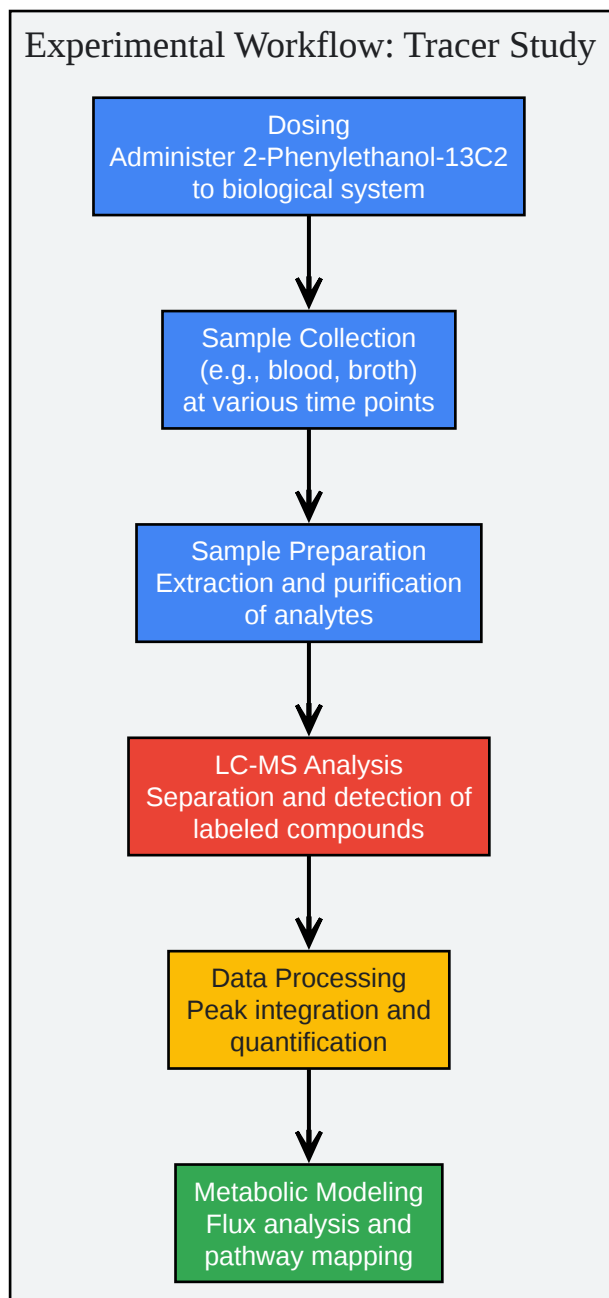 Experimental Workflow: Tracer Study
Dosing
Administer 2-Phenylethanol-13C2
to biological system
Sample Collection
(e.g., blood, broth)
at various time points
Sample Preparation
Extraction and purification
of analytes
LC-MS Analysis
Separation and detection of
labeled compounds
Data Processing
Peak integration and
quantification
Metabolic Modeling
Flux analysis and
pathway mapping